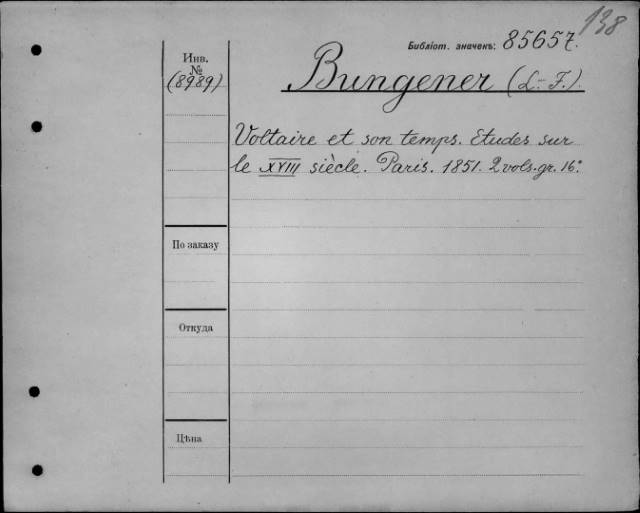 138
Библіот. значекъ: 85657.
Инв.
№
(8989)
Bungener (L.-F.).
Voltaire et son temps. Etudes sur
le XVIII siècle. Paris. 1851. 2 vols. gr. 16°
По заказу
Откуда
Цѣна